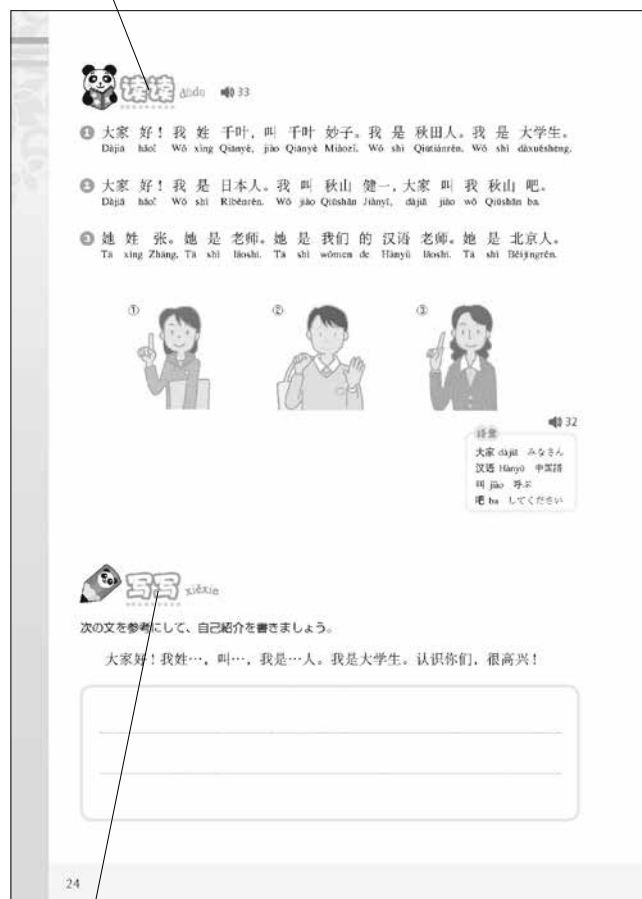 读读 dúdu 33
❶ 大家 好！我 姓 千叶，叫 千叶 妙子。我 是 秋田人。我 是 大学生。
Dàjiā hǎo! Wǒ xìng Qiānyè, jiào Qiānyè Miàozǐ. Wǒ shì Qiūtiánrén. Wǒ shì dàxuéshēng.
❷ 大家 好！我 是 日本人。我 叫 秋山 健一，大家 叫 我 秋山 吧。
Dàjiā hǎo! Wǒ shì Rìběnrén. Wǒ jiào Qiūshān Jiànyī, dàjiā jiào wǒ Qiūshān ba.
❸ 她 姓 张。她 是 老师。她 是 我们 的 汉语 老师。她 是 北京人。
Tā xìng Zhāng. Tā shì lǎoshī. Tā shì wǒmen de Hànyǔ lǎoshī. Tā shì Běijīngrén.
① ② ③
32
語彙
大家 dàjiā みなさん
汉语 Hànyǔ 中国語
叫 jiào 呼ぶ
吧 ba してください
写写 xiěxie
次の文を参考にして、自己紹介を書きましょう。
大家好！我姓…，叫…，我是…人。我是大学生。认识你们，很高兴！
24